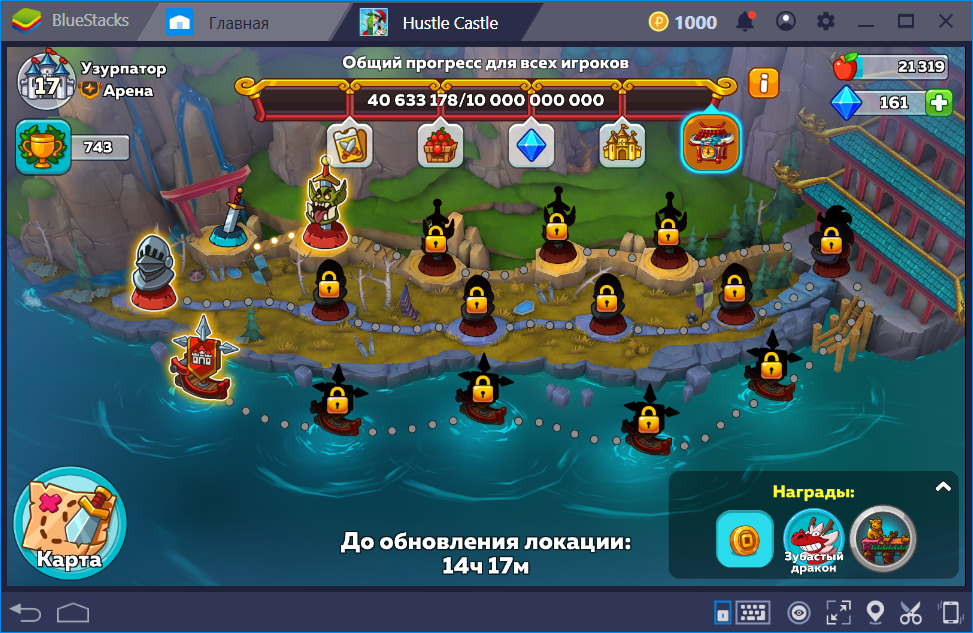 BlueStacks
Главная
Hustle Castle
1000
17
Узурпатор
Арена
743
Общий прогресс для всех игроков
40 633 178/10 000 000 000
i
21 319
161
Карта
До обновления локации:
14ч 17м
Награды:
Зубастый
дракон